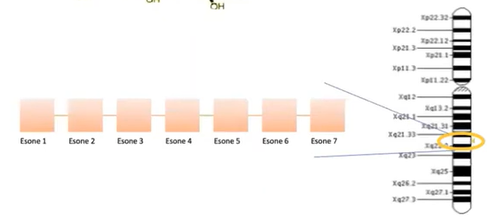 OH
OH
Xp22.32
Xp22.2
Xp22.12
Xp21.3
Xp21.1
Xp11.3
Xp11.22
Xq12
Xq13.2
Xq21.1
Xq21.31
Xq21.33
Xq23
Xq25
Xq26.2
Xq27.1
Xq27.3
Esone 1 Esone 2 Esone 3 Esone 4 Esone 5 Esone 6 Esone 7